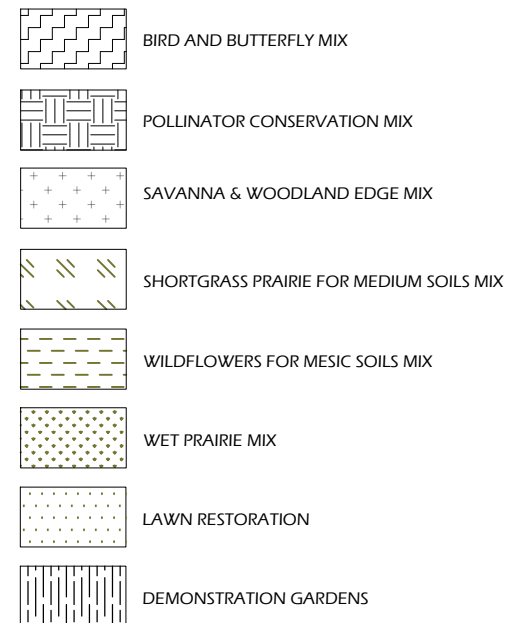 BIRD AND BUTTERFLY MIX
POLLINATOR CONSERVATION MIX
SAVANNA & WOODLAND EDGE MIX
SHORTGRASS PRAIRIE FOR MEDIUM SOILS MIX
WILDFLOWERS FOR MESIC SOILS MIX
WET PRAIRIE MIX
LAWN RESTORATION
DEMONSTRATION GARDENS